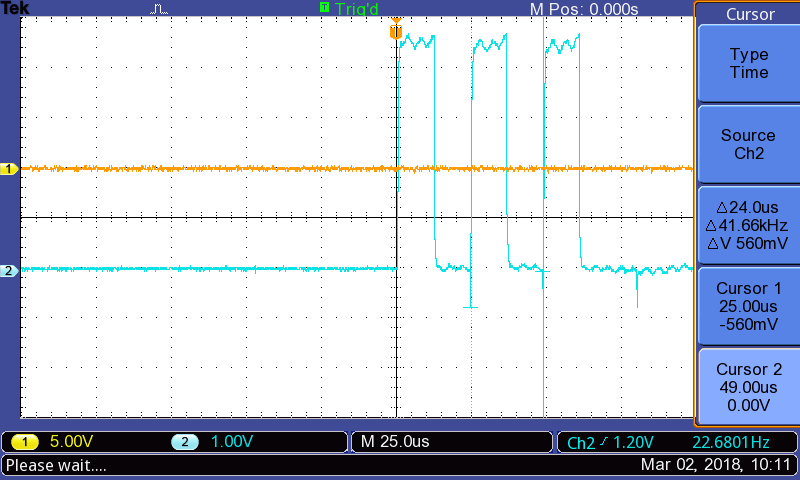 Tek Trig'd M Pos: 0.000s
T
Cursor
Type
Time
Source
Ch2
Δ24.0us
Δ41.66kHz
ΔV 560mV
Cursor 1
25.00us
-560mV
Cursor 2
49.00us
0.00V
1
2
1 5.00V 2 1.00V M 25.0us Ch2 1.20V 22.6801Hz
Please wait.... Mar 02, 2018, 10:11